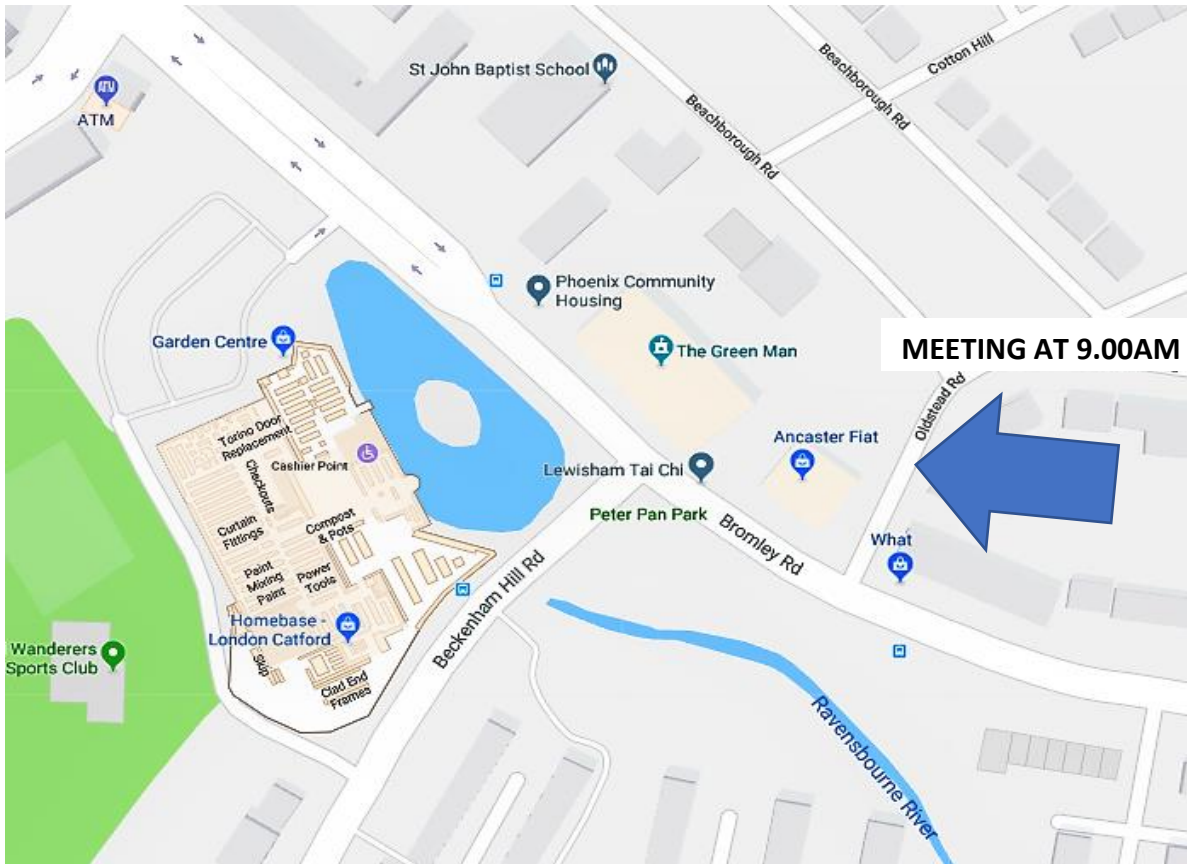 St John Baptist School
Cotton Hill
Beachborough Rd
Beachborough Rd
ATM
ATM
Phoenix Community
Housing
Garden Centre
The Green Man
MEETING AT 9.00AM
Oldstead Rd
Torino Door
Replacement
Cashier Point
Checkouts
Ancaster Fiat
Lewisham Tai Chi
Peter Pan Park
Bromley Rd
Curtain
Fittings
Compost
& Pots
What
Paint
Mixing
Paint
Power
Tools
Beckenham Hill Rd
Homebase -
London Catford
Wanderers
Sports Club
Skip
Clad End
Frames
Ravensbourne River